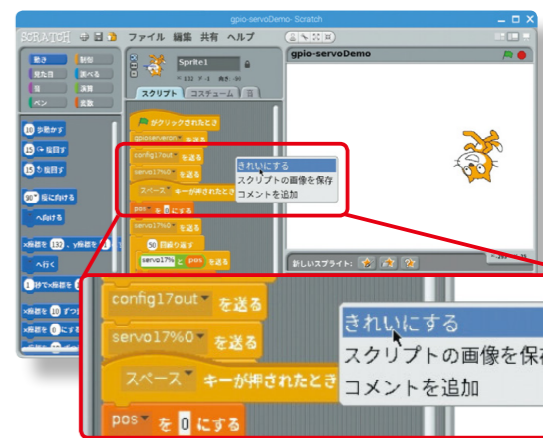 gpio-servoDemo- Scratch
SCRATCH ファイル 編集 共有 ヘルプ
gpio-servoDemo
Sprite1
動き 制御
見た目 調べる
音 演算
ペン 変数
スクリプト コスチューム 音
がクリックされたとき
gpioserveron を送る
config17out を送る
servo17%0 を送る
スペース キーが押されたとき
pos を 0 にする
servo17%0 を送る
50 回繰り返す
servo17% と pos を送る
きれいにする
スクリプトの画像を保存
コメントを追加
10 歩動かす
15 度回す
15 度回す
90 度に向ける
へ向ける
x座標を 132 、y座標を
へ行く
1 秒でx座標を
x座標を 10 ずつ
x座標を 0 にする
新しいスプライト:
config17out を送る
servo17%0 を送る
スペース キーが押されたとき
pos を 0 にする
きれいにする
スクリプトの画像を保存
コメントを追加